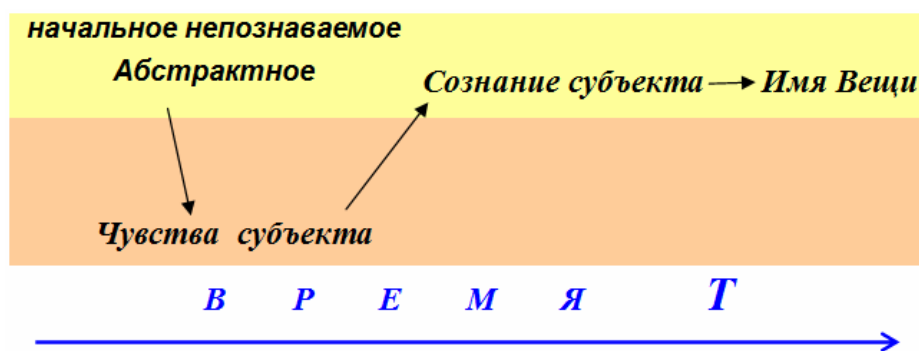 начальное непознаваемое
Абстрактное
Сознание субъекта Имя Вещи
Чувства субъекта
В Р Е М Я Т